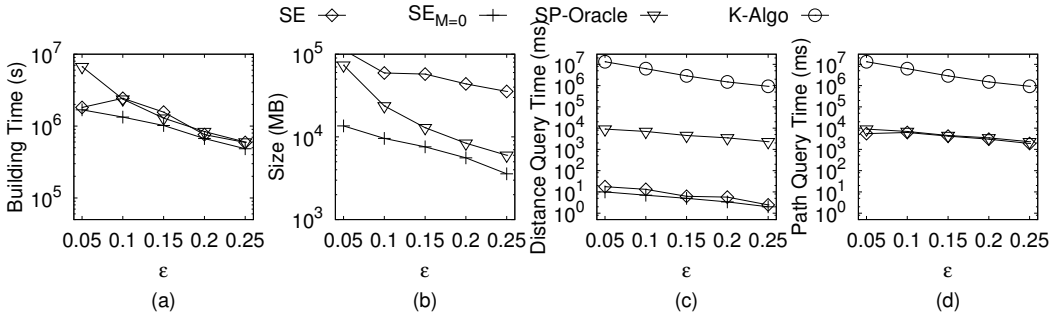 SE SE_{M=0} SP-Oracle K-Algo
Building Time (s)
10^7
10^6
10^5
0.05 0.1 0.15 0.2 0.25
ε
(a)
Size (MB)
10^5
10^4
10^3
0.05 0.1 0.15 0.2 0.25
ε
(b)
Distance Query Time (ms)
10^7
10^6
10^5
10^4
10^3
10^2
10^1
10^0
0.05 0.1 0.15 0.2 0.25
ε
(c)
Path Query Time (ms)
10^7
10^6
10^5
10^4
10^3
10^2
10^1
10^0
0.05 0.1 0.15 0.2 0.25
ε
(d)